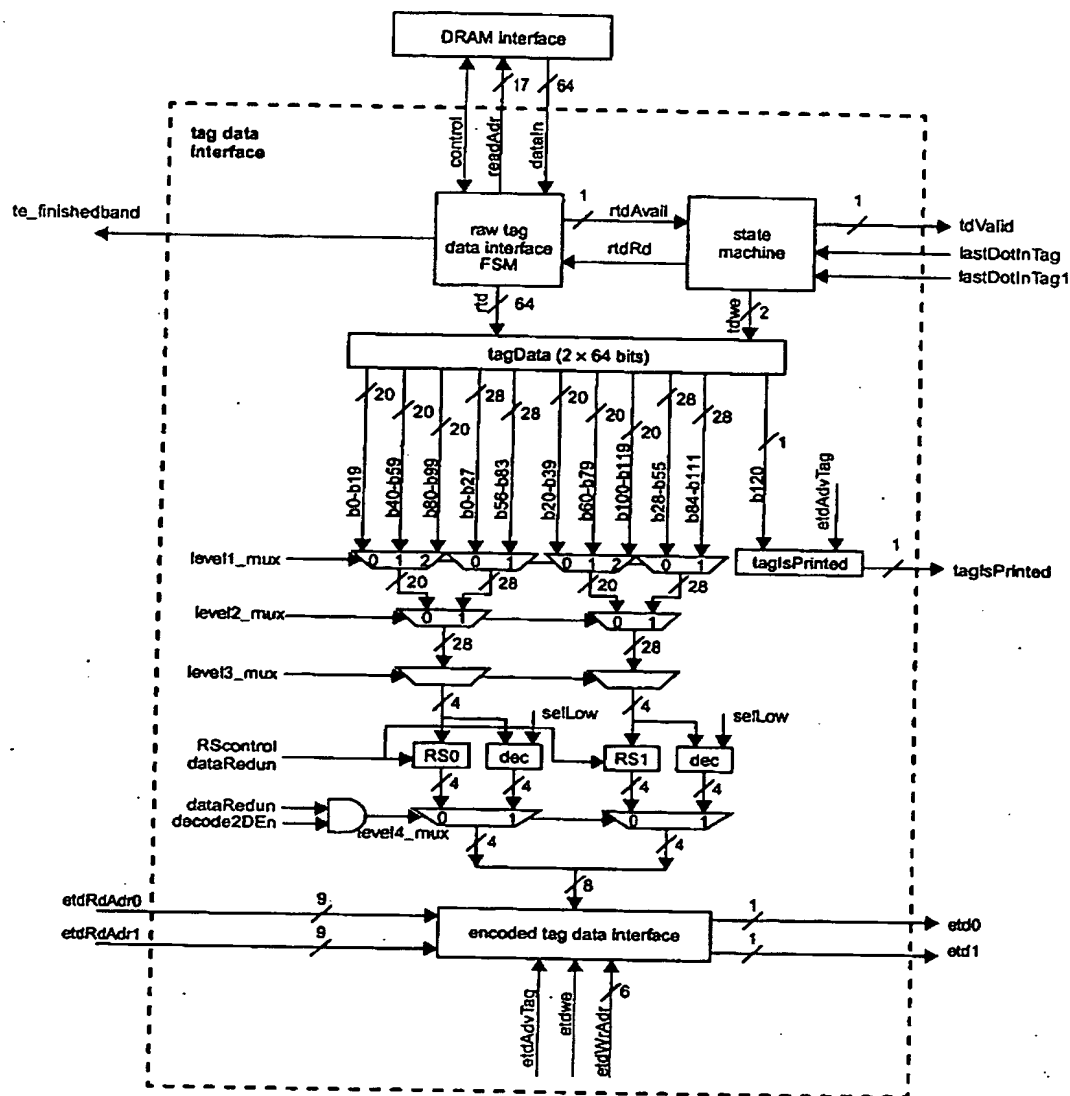 DRAM interface
17
64
tag data
interface
control
readAdr
dataIn
te_finishedband
raw tag
data interface
FSM
1
rtdAvail
rtdRd
state
machine
1
tdValid
lastDotInTag
lastDotInTag1
rtd
64
tdwe
2
tagData (2 × 64 bits)
20
20
20
28
28
20
20
20
28
28
1
b0-b19
b40-b59
b80-b99
b0-b27
b56-b83
b20-b39
b60-b79
b100-b119
b28-b55
b84-b111
b120
etdAdvTag
level1_mux
0 1 2
0 1
0 1 2
0 1
tagIsPrinted
1
tagIsPrinted
20
28
20
28
level2_mux
0 1
0 1
28
28
level3_mux
4
4
selLow
selLow
RScontrol
dataRedun
RS0
dec
RS1
dec
4
4
4
4
dataRedun
decode2DEn
level4_mux
0 1
0 1
4
4
8
etdRdAdr0
9
etdRdAdr1
9
encoded tag data interface
1
etd0
1
etd1
6
etdAdvTag
etdwe
etdWrAdr